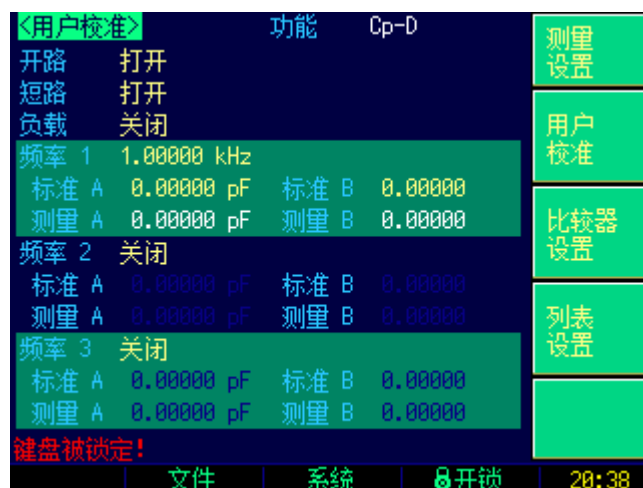 <用户校准> 功能 Cp-D
开路 打开
短路 打开
负载 关闭
频率 1 1.00000 kHz
标准 A 0.00000 pF 标准 B 0.00000
测量 A 0.00000 pF 测量 B 0.00000
频率 2 关闭
标准 A 0.00000 pF 标准 B 0.00000
测量 A 0.00000 pF 测量 B 0.00000
频率 3 关闭
标准 A 0.00000 pF 标准 B 0.00000
测量 A 0.00000 pF 测量 B 0.00000
键盘被锁定!
测量
设置
用户
校准
比较器
设置
列表
设置
文件 系统 开锁 20:38